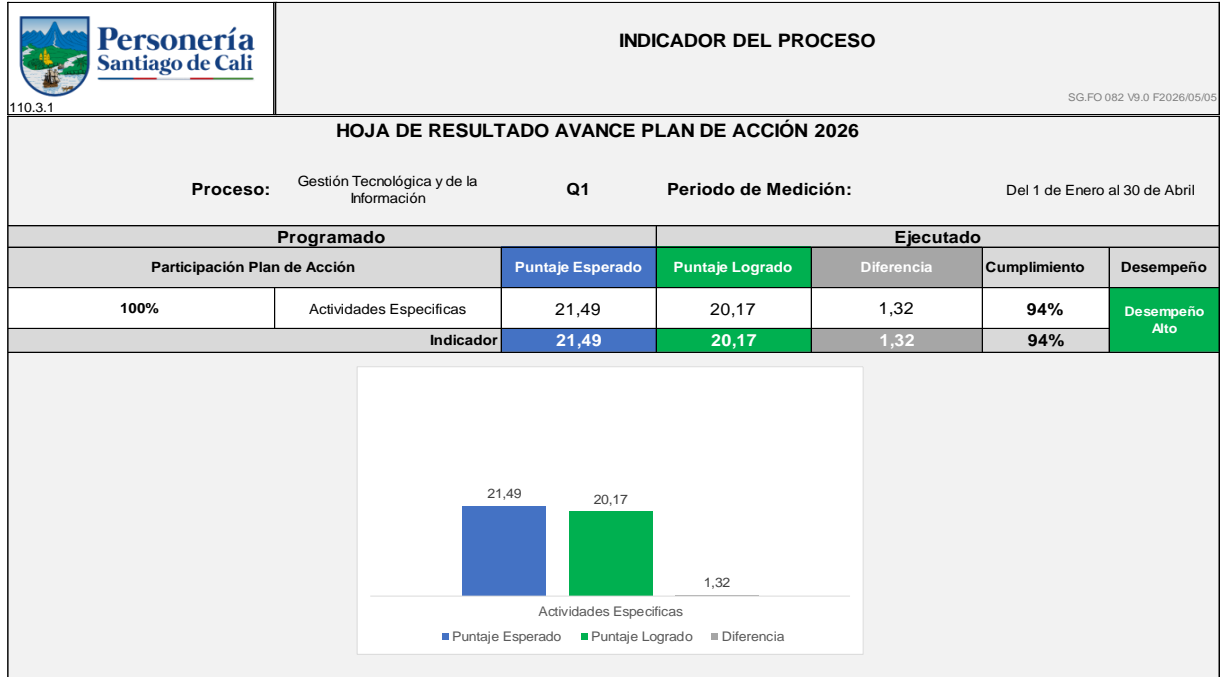 Personería
Santiago de Cali
110.3.1
INDICADOR DEL PROCESO
SG.FO 082 V9.0 F2026/05/05
HOJA DE RESULTADO AVANCE PLAN DE ACCIÓN 2026
Proceso: Gestión Tecnológica y de la Información Q1 Periodo de Medición: Del 1 de Enero al 30 de Abril
Programado Ejecutado
Participación Plan de Acción Puntaje Esperado Puntaje Logrado Diferencia Cumplimiento Desempeño
100% Actividades Especificas 21,49 20,17 1,32 94% Desempeño Alto
Indicador 21,49 20,17 1,32 94%
21,49
20,17
1,32
Actividades Especificas
Puntaje Esperado Puntaje Logrado Diferencia